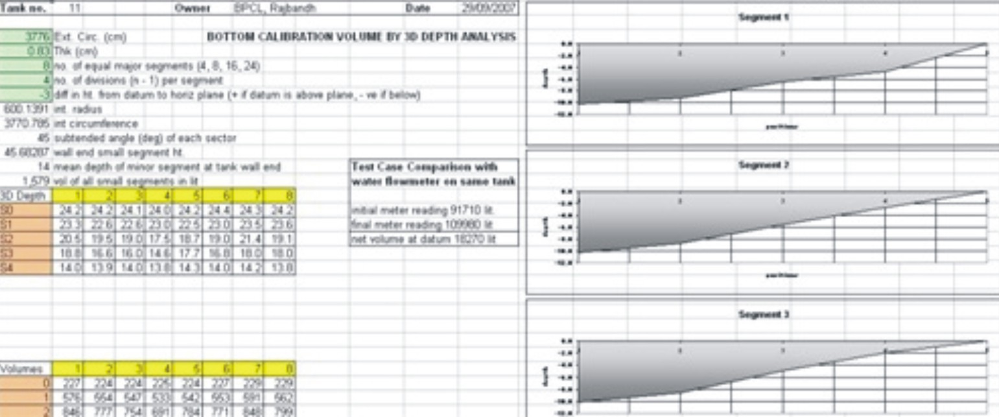 Tank no. 11 Owner BPCL, Rajbandh Date 29/09/2007
BOTTOM CALIBRATION VOLUME BY 3D DEPTH ANALYSIS
3776 Ext. Circ. (cm)
0.83 Thk (cm)
8 no. of equal major segments (4, 8, 16, 24)
4 no. of divisions (n - 1) per segment
-3 diff in ht. from datum to horiz plane (+ if datum is above plane, - ve if below)
600.1391 int. radius
3770.785 int circumference
45 subtended angle (deg) of each sector
45.68287 wall end small segment ht.
14 mean depth of minor segment at tank wall end
1,579 vol of all small segments in lit
Test Case Comparison with
water flowmeter on same tank
initial meter reading 91710 lit.
final meter reading 109980 lit
net volume at datum 18270 lit
3D Depth 1 2 3 4 5 6 7 8
S0 24.2 24.2 24.1 24.0 24.2 24.4 24.3 24.2
S1 23.3 22.6 22.6 23.0 22.5 23.0 23.5 23.6
S2 20.5 19.5 19.0 17.5 18.7 19.0 21.4 19.1
S3 18.8 16.6 16.0 14.6 17.7 16.8 18.0 18.0
S4 14.0 13.9 14.0 13.8 14.3 14.0 14.2 13.8
Volumes 1 2 3 4 5 6 7 8
0 227 224 224 225 224 227 229 229
1 576 554 547 533 542 553 591 562
2 846 777 754 691 784 771 848 799
Segment 1
Segment 2
Segment 3